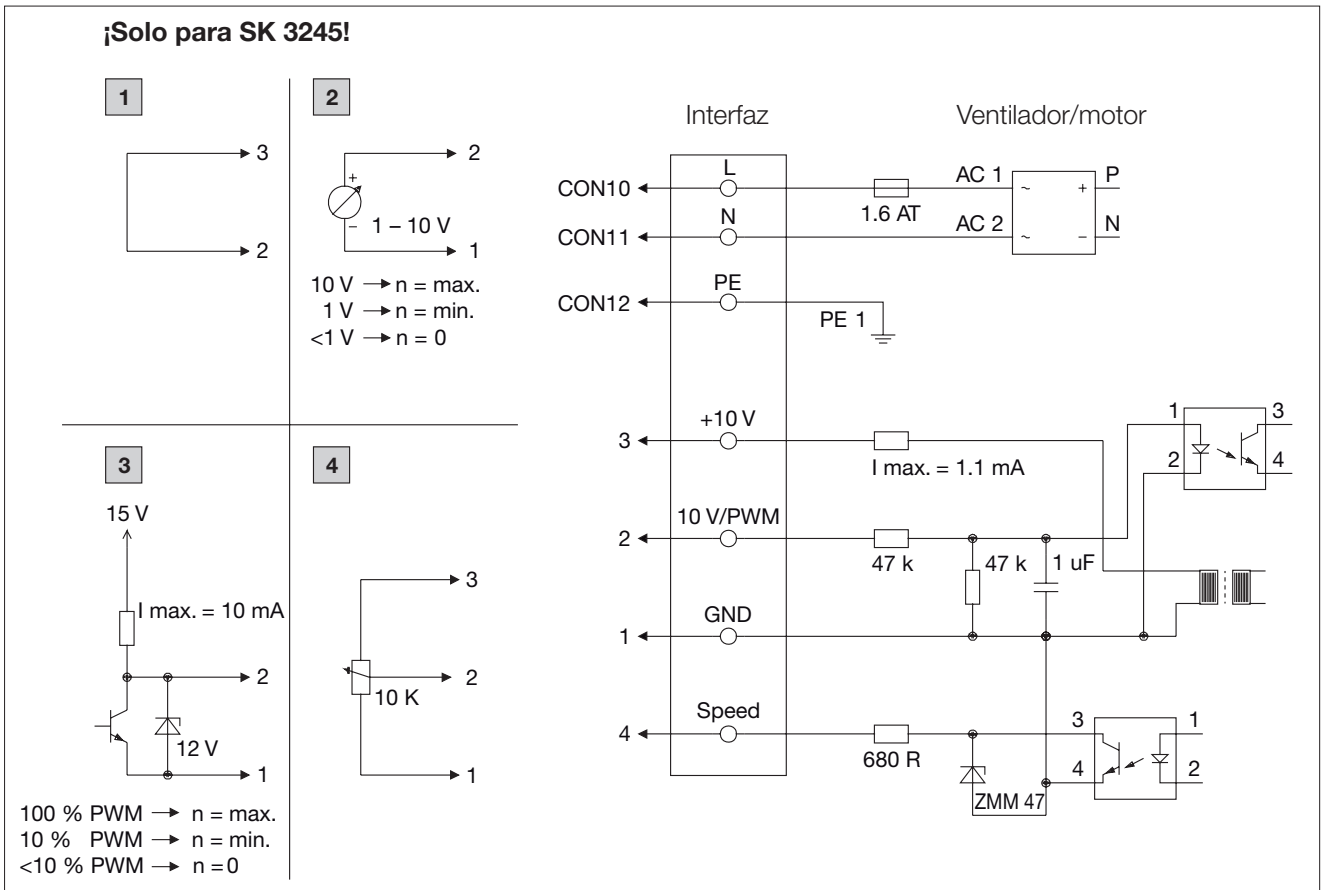 ¡Solo para SK 3245!
1
3
2
2
2
+
– 1 – 10 V
1
10 V → n = max.
1 V → n = min.
<1 V → n = 0
3
15 V
I max. = 10 mA
2
12 V
1
100 % PWM → n = max.
10 % PWM → n = min.
<10 % PWM → n = 0
4
3
2
10 K
1
Interfaz
Ventilador/motor
CON10
L
1.6 AT
AC 1
~
+
P
CON11
N
AC 2
~
–
N
CON12
PE
PE 1
3
+10 V
I max. = 1.1 mA
1
3
2
4
2
10 V/PWM
47 k
47 k
1 uF
1
GND
4
Speed
680 R
ZMM 47
3
1
4
2